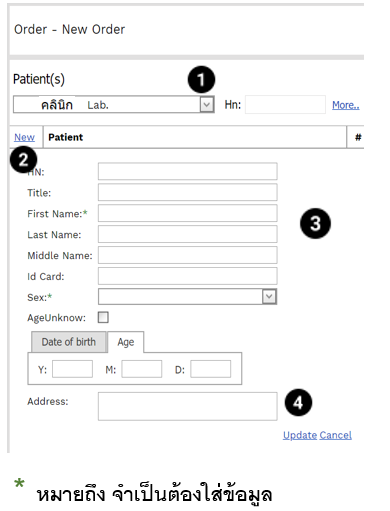 Order - New Order
Patient(s)
1
คลินิก Lab. Hn: More..
New Patient #
2
HN:
Title:
First Name:*
3
Last Name:
Middle Name:
Id Card:
Sex:*
AgeUnknow:
Date of birth Age
Y: M: D:
Address:
4
Update Cancel
* หมายถึง จำเป็นต้องใส่ข้อมูล